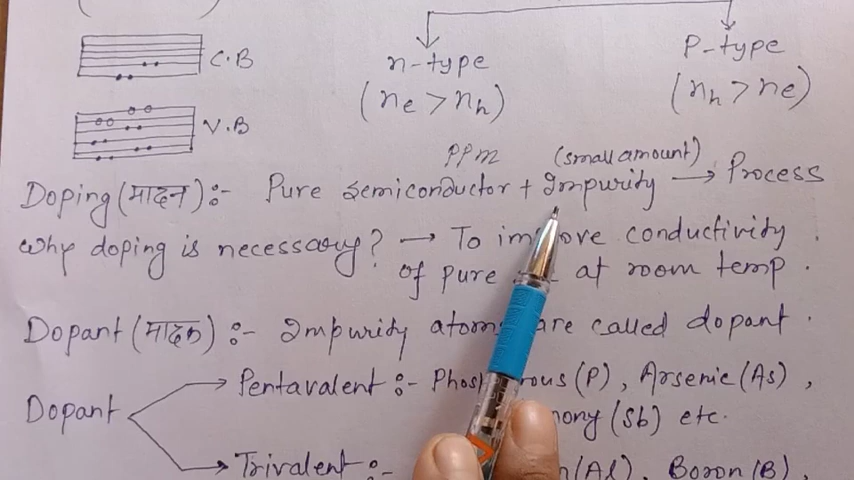 C.B
n-type
P-type
(ne > nh)
(nh > ne)
V.B
PPM (small amount)
Doping (मादन) :- Pure semiconductor + Impurity → Process
why doping is necessary? → To improve conductivity
of pure at room temp.
Dopant (मादक) :- Impurity atoms are called dopant.
Dopant
Pentavalent :- Phosphorous (P), Arsenic (As),
(Sb) etc.
Trivalent :- (Al), Boron (B),